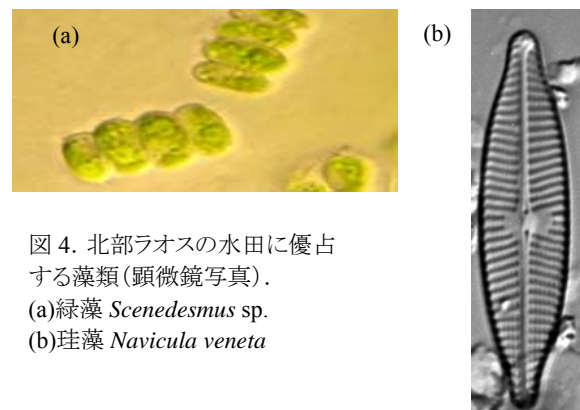 (a)
(b)
図 4. 北部ラオスの水田に優占
する藻類(顕微鏡写真).
(a)緑藻 Scenedesmus sp.
(b)珪藻 Navicula veneta